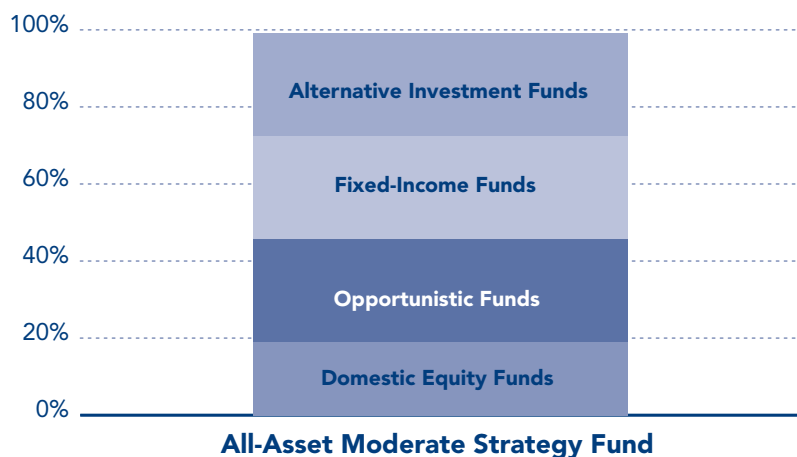 100%
Alternative Investment Funds
80%
60%
Fixed-Income Funds
40%
Opportunistic Funds
20%
Domestic Equity Funds
0%
All-Asset Moderate Strategy Fund